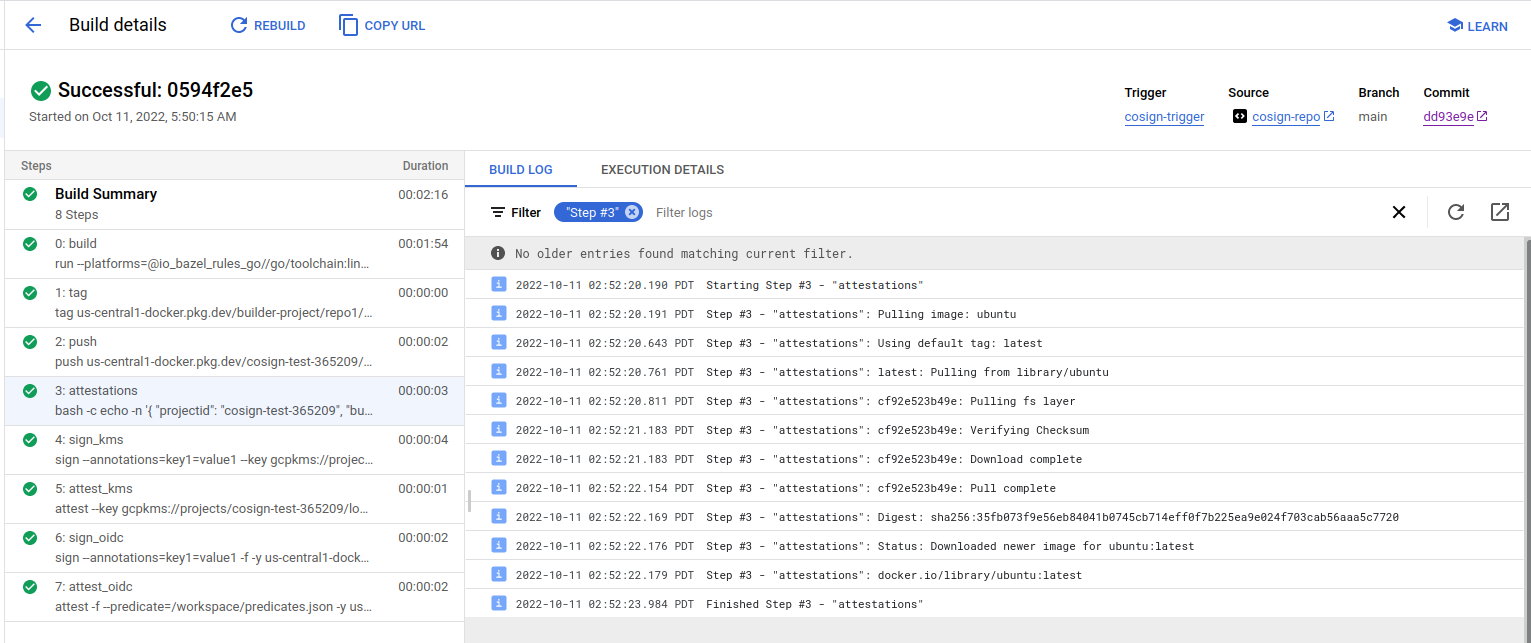 Build details
REBUILD
COPY URL
LEARN
Successful: 0594f2e5
Started on Oct 11, 2022, 5:50:15 AM
Trigger Source Branch Commit
cosign-trigger cosign-repo main dd93e9e
Steps Duration
Build Summary 00:02:16
8 Steps
0: build 00:01:54
run --platforms=@io_bazel_rules_go//go/toolchain:lin...
1: tag 00:00:00
tag us-central1-docker.pkg.dev/builder-project/repo1/...
2: push 00:00:02
push us-central1-docker.pkg.dev/cosign-test-365209/...
3: attestations 00:00:03
bash -c echo -n '{ "projectid": "cosign-test-365209", "bu...
4: sign_kms 00:00:04
sign --annotations=key1=value1 --key gcpkms://projec...
5: attest_kms 00:00:01
attest --key gcpkms://projects/cosign-test-365209/lo...
6: sign_oidc 00:00:02
sign --annotations=key1=value1 -f -y us-central1-dock...
7: attest_oidc 00:00:02
attest -f --predicate=/workspace/predicates.json -y us...
BUILD LOG EXECUTION DETAILS
Filter "Step #3" Filter logs
No older entries found matching current filter.
2022-10-11 02:52:20.190 PDT Starting Step #3 - "attestations"
2022-10-11 02:52:20.191 PDT Step #3 - "attestations": Pulling image: ubuntu
2022-10-11 02:52:20.643 PDT Step #3 - "attestations": Using default tag: latest
2022-10-11 02:52:20.761 PDT Step #3 - "attestations": latest: Pulling from library/ubuntu
2022-10-11 02:52:20.811 PDT Step #3 - "attestations": cf92e523b49e: Pulling fs layer
2022-10-11 02:52:21.183 PDT Step #3 - "attestations": cf92e523b49e: Verifying Checksum
2022-10-11 02:52:21.183 PDT Step #3 - "attestations": cf92e523b49e: Download complete
2022-10-11 02:52:22.154 PDT Step #3 - "attestations": cf92e523b49e: Pull complete
2022-10-11 02:52:22.169 PDT Step #3 - "attestations": Digest: sha256:35fb073f9e56eb84041b0745cb714eff0f7b225ea9e024f703cab56aaa5c7720
2022-10-11 02:52:22.176 PDT Step #3 - "attestations": Status: Downloaded newer image for ubuntu:latest
2022-10-11 02:52:22.179 PDT Step #3 - "attestations": docker.io/library/ubuntu:latest
2022-10-11 02:52:23.984 PDT Finished Step #3 - "attestations"